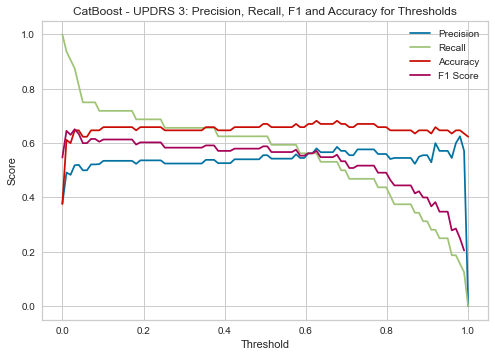 CatBoost - UPDRS 3: Precision, Recall, F1 and Accuracy for Thresholds
Precision
Recall
Accuracy
F1 Score
1.0
0.8
0.6
0.4
0.2
0.0
Score
0.0 0.2 0.4 0.6 0.8 1.0
Threshold